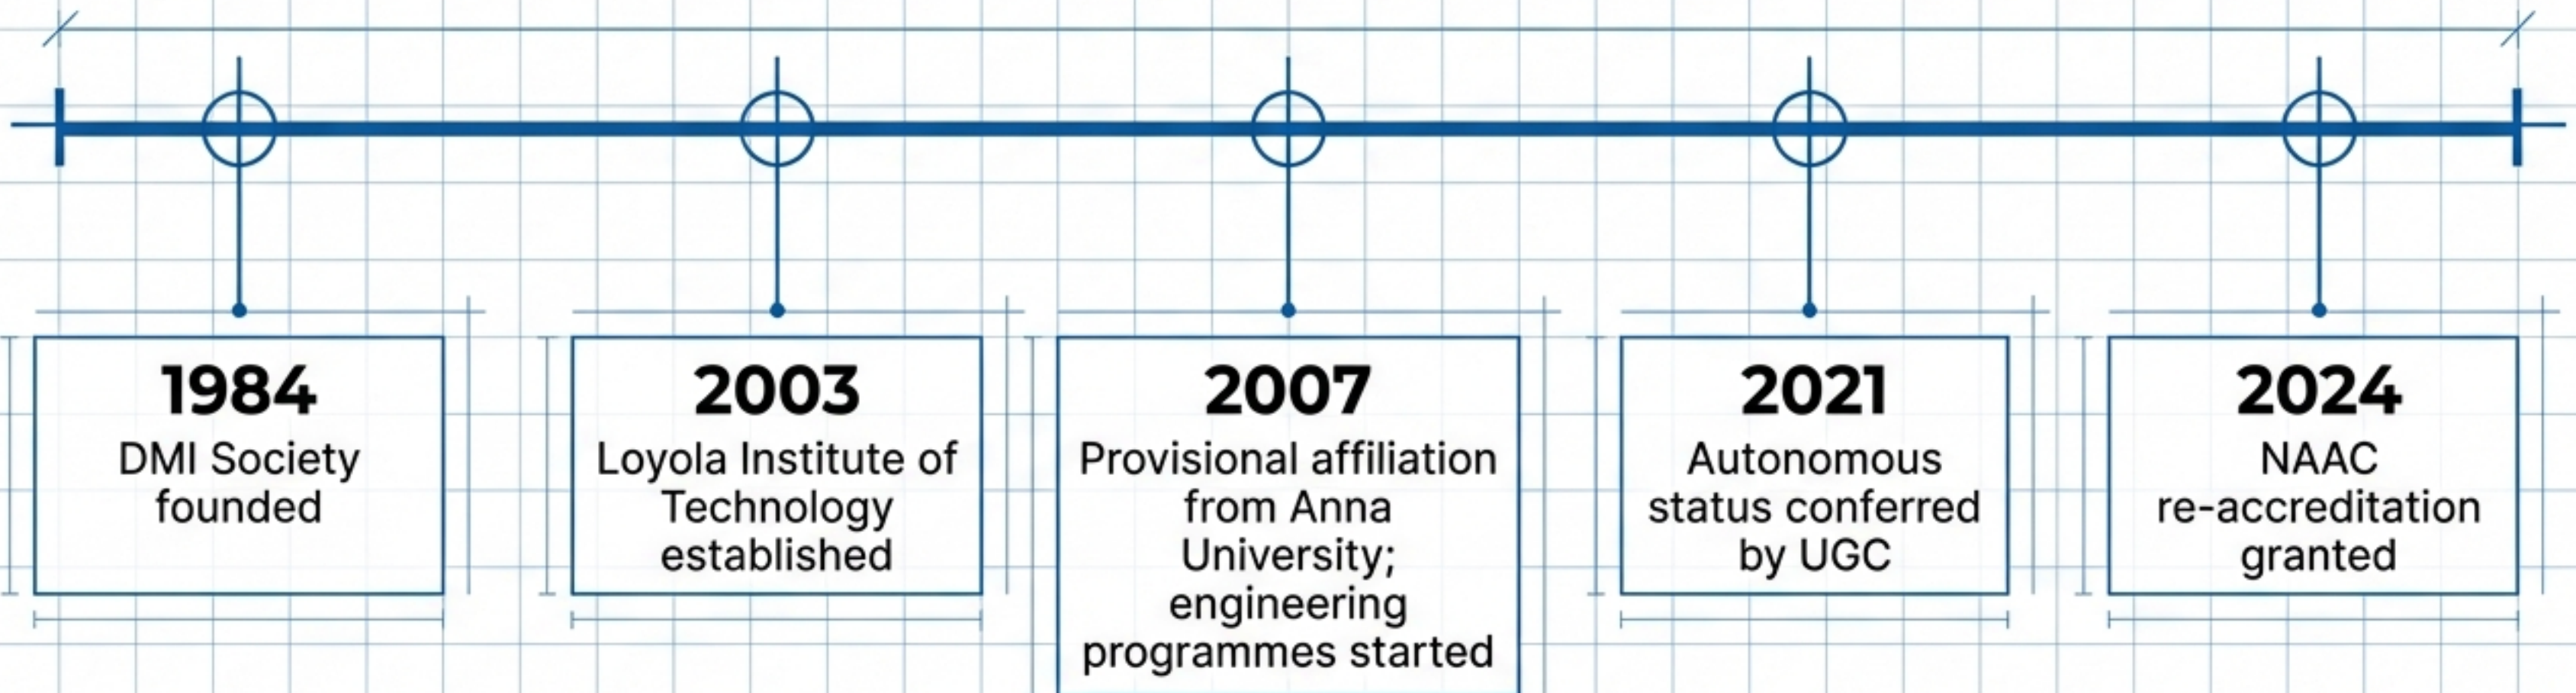 1984
DMI Society
founded
2003
Loyola Institute of
Technology
established
2007
Provisional affiliation
from Anna
University;
engineering
programmes started
2021
Autonomous
status conferred
by UGC
2024
NAAC
re-accreditation
granted